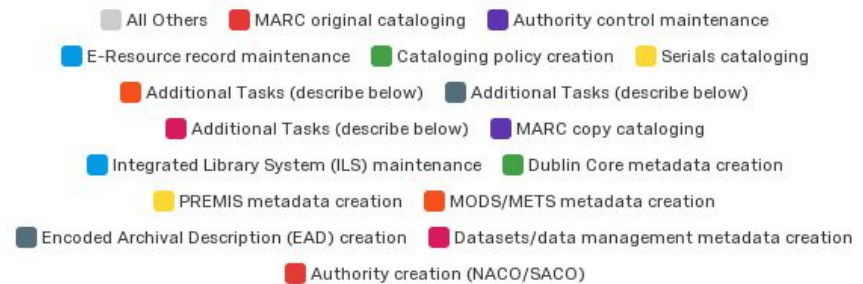 All Others MARC original cataloging Authority control maintenance
E-Resource record maintenance Cataloging policy creation Serials cataloging
Additional Tasks (describe below) Additional Tasks (describe below)
Additional Tasks (describe below) MARC copy cataloging
Integrated Library System (ILS) maintenance Dublin Core metadata creation
PREMIS metadata creation MODS/METS metadata creation
Encoded Archival Description (EAD) creation Datasets/data management metadata creation
Authority creation (NACO/SACO)